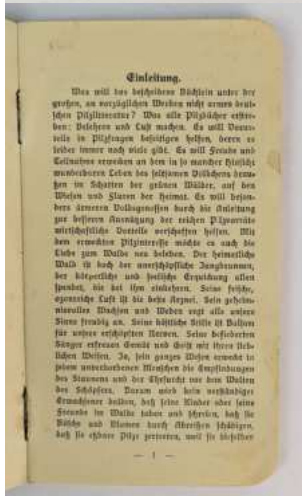 Einleitung.
Was will das bescheidene Büchlein unter der
großen, an vorzüglichen Werken nicht armen deut-
schen Pilzliteratur? Was alle Pilzbücher erstre-
ben: Belehren und Lust machen. Es will Vorur-
teile in Pilzfragen beseitigen helfen, deren es
leider immer noch viele gibt. Es will Freude und
Teilnahme erwecken an dem in so mancher Hinsicht
wunderbaren Leben des seltsamen Völkchens drau-
ßen im Schatten der grünen Wälder, auf den
Wiesen und Fluren der Heimat. Es will beson-
ders ärmeren Volksgenossen durch die Anleitung
zur besseren Ausnützung der reichen Pilzvorräte
wirtschaftliche Vorteile verschaffen helfen. Mit
dem erweckten Pilzinteresse möchte es auch die
Liebe zum Walde neu beleben. Der heimatliche
Wald ist doch der unerschöpfliche Jungbrunnen,
der körperliche und seelische Erquickung allen
spendet, die bei ihm einkehren. Seine frische,
ozonreiche Luft ist die beste Arznei. Sein geheim-
nisvolles Wachsen und Weben regt alle unsere
Sinne freudig an. Seine köstliche Stille ist Balsam
für unsere erschöpften Nerven. Seine befiederten
Sänger erfreuen Gemüt und Geist mit ihren lieb-
lichen Weisen. Ja, sein ganzes Wesen erweckt in
jedem unverdorbenen Menschen die Empfindungen
des Staunens und der Ehrfurcht vor dem Walten
des Schöpfers. Darum wird kein verständiger
Erwachsener dulden, daß seine Kinder oder seine
Freunde im Walde toben und schreien, daß sie
Büsche und Blumen durch Abreißen schädigen,
daß sie eßbare Pilze zertreten, weil sie dieselben
— 1 —